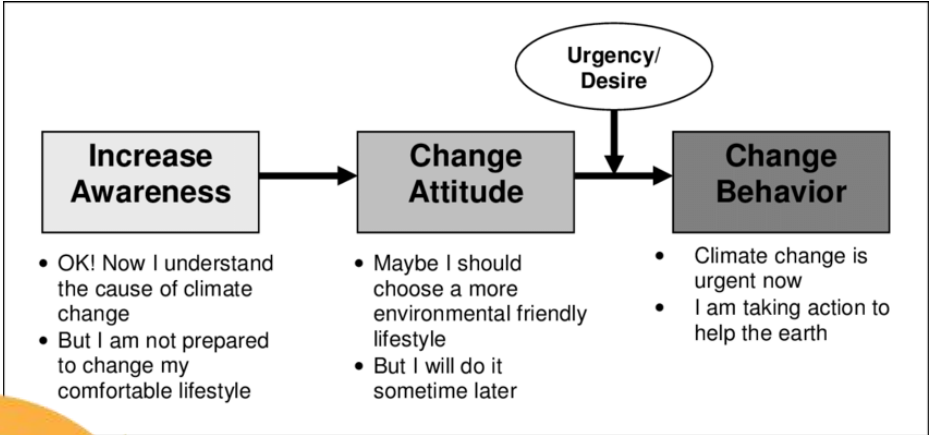 Urgency/
Desire
Increase
Awareness
Change
Attitude
Change
Behavior
• OK! Now I understand
the cause of climate
change
• But I am not prepared
to change my
comfortable lifestyle
• Maybe I should
choose a more
environmental friendly
lifestyle
• But I will do it
sometime later
• Climate change is
urgent now
• I am taking action to
help the earth